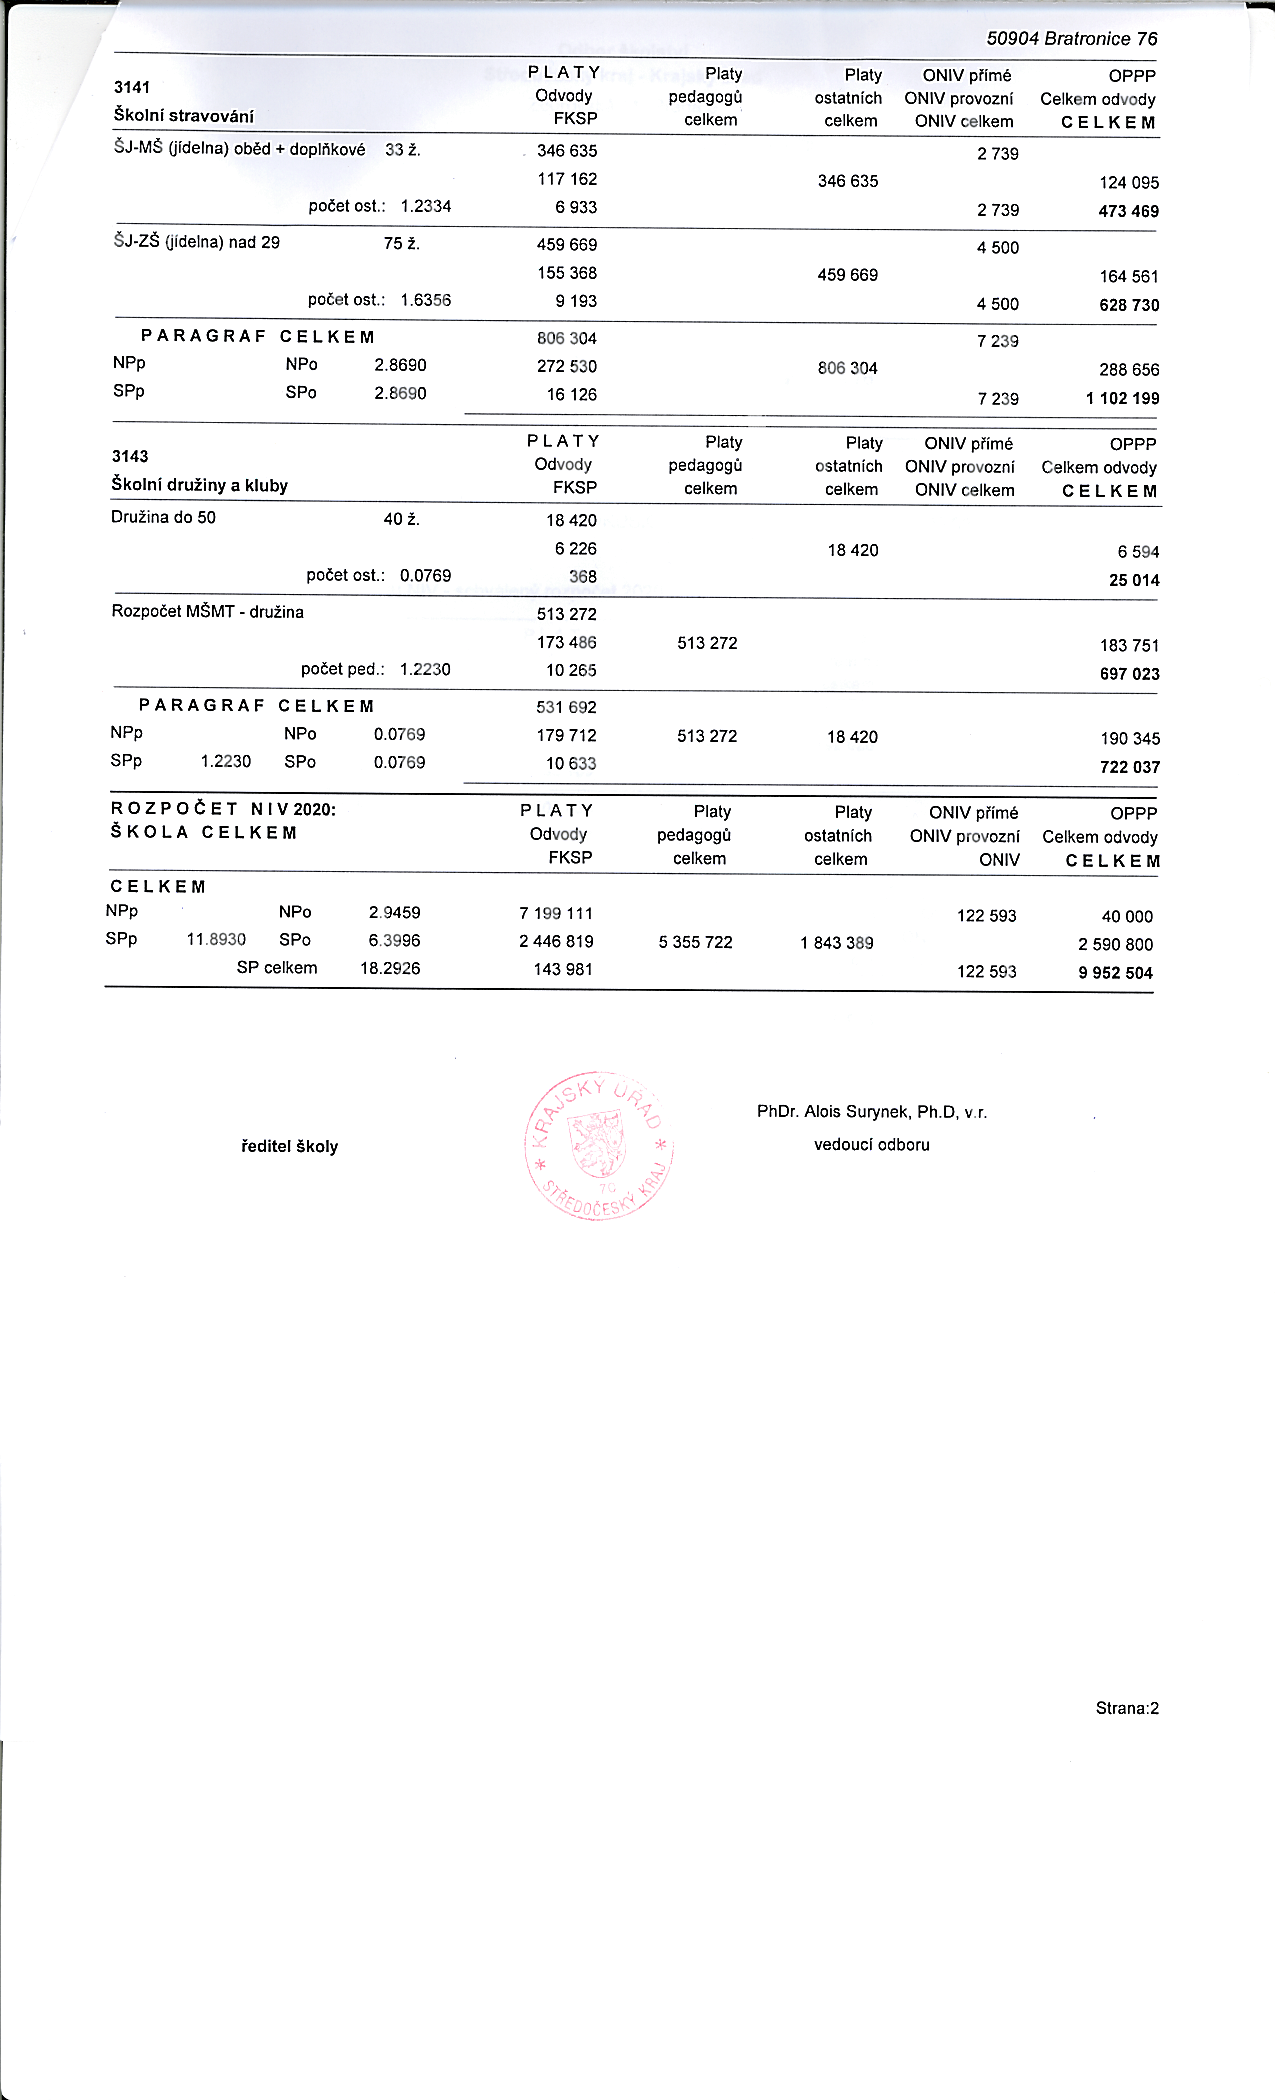 50904 Bratronice 76
3141 PLATY Platy Platy ONIV přímé OPPP
Odvody pedagogů ostatních ONIV provozní Celkem odvody
Školní stravování FKSP celkem celkem ONIV celkem CELKEM
ŠJ-MŠ (jídelna) oběd + doplňkové 33 ž. 346 635 2 739
117 162 346 635 124 095
počet ost.: 1.2334 6 933 2 739 473 469
ŠJ-ZŠ (jídelna) nad 29 75 ž. 459 669 4 500
155 368 459 669 164 561
počet ost.: 1.6356 9 193 4 500 628 730
PARAGRAF CELKEM 806 304 7 239
NPp NPo 2.8690 272 530 806 304 288 656
SPp SPo 2.8690 16 126 7 239 1 102 199
3143 PLATY Platy Platy ONIV přímé OPPP
Odvody pedagogů ostatních ONIV provozní Celkem odvody
Školní družiny a kluby FKSP celkem celkem ONIV celkem CELKEM
Družina do 50 40 ž. 18 420
6 226 18 420 6 594
počet ost.: 0.0769 368 25 014
Rozpočet MŠMT - družina 513 272
173 486 513 272 183 751
počet ped.: 1.2230 10 265 697 023
PARAGRAF CELKEM 531 692
NPp NPo 0.0769 179 712 513 272 18 420 190 345
SPp 1.2230 SPo 0.0769 10 633 722 037
ROZPOČET NIV 2020: PLATY Platy Platy ONIV přímé OPPP
ŠKOLA CELKEM Odvody pedagogů ostatních ONIV provozní Celkem odvody
FKSP celkem celkem ONIV CELKEM
CELKEM
NPp NPo 2.9459 7 199 111 122 593 40 000
SPp 11.8930 SPo 6.3996 2 446 819 5 355 722 1 843 389 2 590 800
SP celkem 18.2926 143 981 122 593 9 952 504
* KRAJSKÝ ÚŘAD *
70
STŘEDOČESKÝ KRAJ
PhDr. Alois Surynek, Ph.D, v.r.
ředitel školy vedoucí odboru
Strana:2